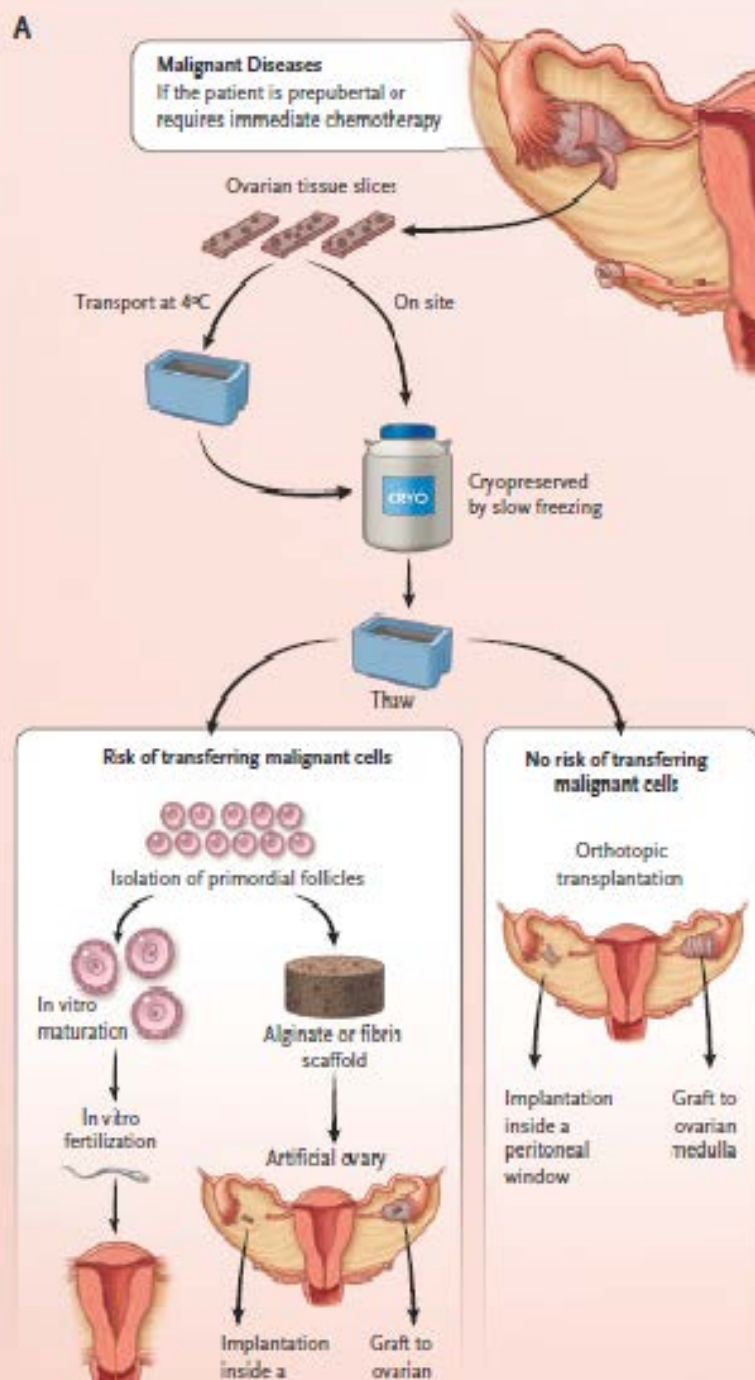 A
Malignant Diseases
If the patient is prepubertal or
requires immediate chemotherapy
Ovarian tissue slices
Transport at 4ºC
On site
CRYO
Cryopreserved
by slow freezing
Thaw
Risk of transferring malignant cells
Isolation of primordial follicles
In vitro
maturation
Alginate or fibrin
scaffold
In vitro
fertilization
Artificial ovary
Implantation
inside a
Graft to
ovarian
No risk of transferring
malignant cells
Orthotopic
transplantation
Implantation
inside a
peritoneal
window
Graft to
ovarian
medulla